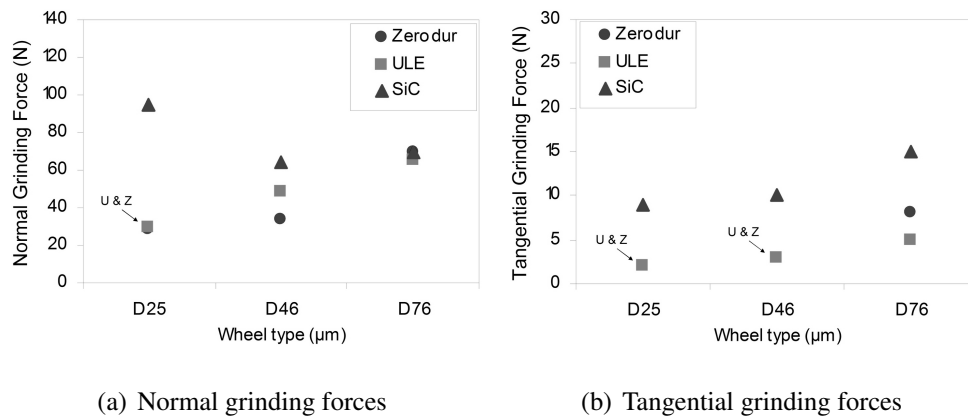 140
120
100
80
60
40
20
0
Normal Grinding Force (N)
Zerodur
ULE
SiC
U & Z
D25 D46 D76
Wheel type (µm)
(a) Normal grinding forces
30
25
20
15
10
5
0
Tangential Grinding Force (N)
Zerodur
ULE
SiC
U & Z
U & Z
D25 D46 D76
Wheel type (µm)
(b) Tangential grinding forces